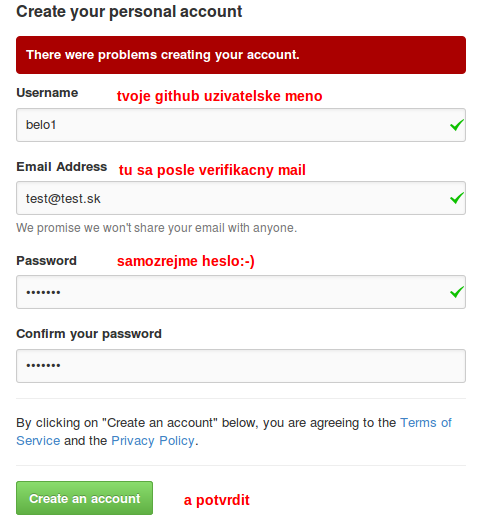 Create your personal account
There were problems creating your account.
Username tvoje github uzivatelske meno
belo1
Email Address tu sa posle verifikacny mail
test@test.sk
We promise we won't share your email with anyone.
Password samozrejme heslo:-)
•••••••
Confirm your password
•••••••
By clicking on "Create an account" below, you are agreeing to the Terms of
Service and the Privacy Policy.
Create an account a potvrdit